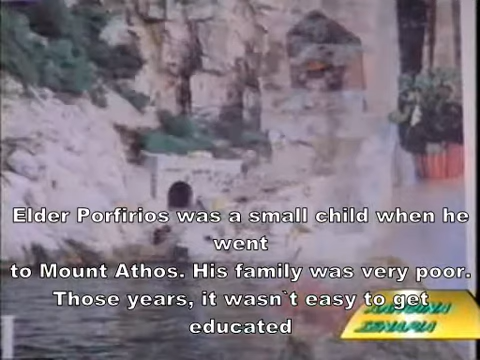 Elder Porfirios was a small child when he
went
to Mount Athos. His family was very poor.
Those years, it wasn`t easy to get
educated